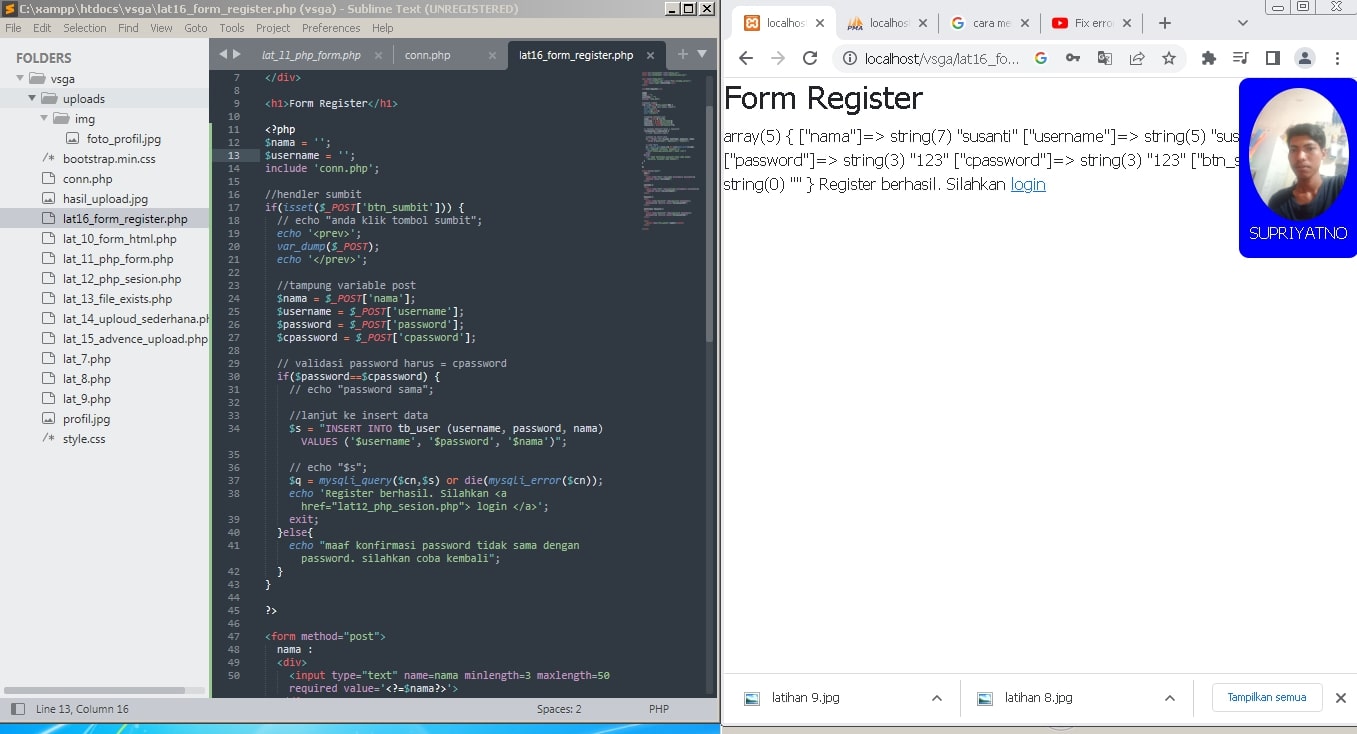 C:\xampp\htdocs\vsga\lat16_form_register.php (vsga) - Sublime Text (UNREGISTERED)
File Edit Selection Find View Goto Tools Project Preferences Help
FOLDERS
vsga
uploads
img
foto_profil.jpg
/* bootstrap.min.css
conn.php
hasil_upload.jpg
lat16_form_register.php
lat_10_form_html.php
lat_11_php_form.php
lat_12_php_sesion.php
lat_13_file_exists.php
lat_14_uploud_sederhana.ph
lat_15_advence_upload.php
lat_7.php
lat_8.php
lat_9.php
profil.jpg
/* style.css
lat_11_php_form.php conn.php lat16_form_register.php
7 </div>
8
9 <h1>Form Register</h1>
10
11 <?php
12 $nama = '';
13 $username = '';
14 include 'conn.php';
15
16 //hendler sumbit
17 if(isset($_POST['btn_sumbit'])) {
18 // echo "anda klik tombol sumbit";
19 echo '<prev>';
20 var_dump($_POST);
21 echo '</prev>';
22
23 //tampung variable post
24 $nama = $_POST['nama'];
25 $username = $_POST['username'];
26 $password = $_POST['password'];
27 $cpassword = $_POST['cpassword'];
28
29 // validasi password harus = cpassword
30 if($password==$cpassword) {
31 // echo "password sama";
32
33 //lanjut ke insert data
34 $s = "INSERT INTO tb_user (username, password, nama)
VALUES ('$username', '$password', '$nama')";
35
36 // echo "$s";
37 $q = mysqli_query($cn,$s) or die(mysqli_error($cn));
38 echo 'Register berhasil. Silahkan <a
href="lat12_php_sesion.php"> login </a>';
39 exit;
40 }else{
41 echo "maaf konfirmasi password tidak sama dengan
password. silahkan coba kembali";
42 }
43 }
44
45 ?>
46
47 <form method="post">
48 nama :
49 <div>
50 <input type="text" name=nama minlength=3 maxlength=50
required value='<?=$nama?>'>
Line 13, Column 16 Spaces: 2 PHP
localhos PMA localhos cara me Fix erro
localhost/vsga/lat16_fo...
Form Register
array(5) { ["nama"]=> string(7) "susanti" ["username"]=> string(5) "sus
["password"]=> string(3) "123" ["cpassword"]=> string(3) "123" ["btn_s
string(0) "" } Register berhasil. Silahkan login
SUPRIYATNO
latihan 9.jpg latihan 8.jpg Tampilkan semua